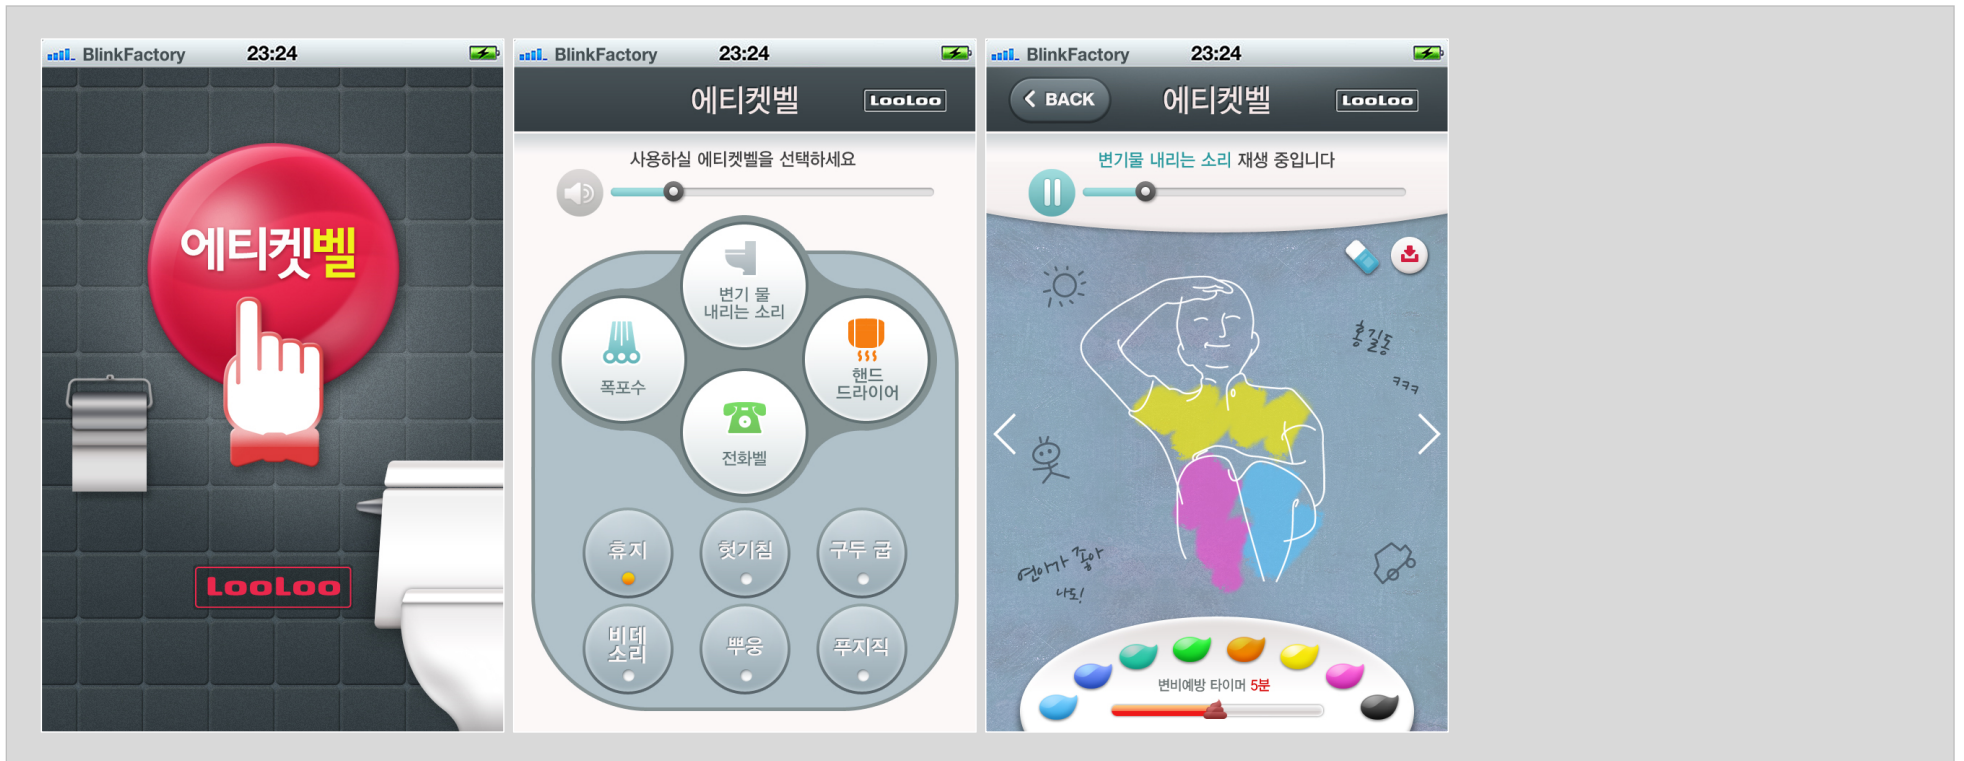 BlinkFactory 23:24
에티켓벨
LooLoo
BlinkFactory 23:24
에티켓벨 LooLoo
사용하실 에티켓벨을 선택하세요
변기 물
내리는 소리
폭포수
핸드
드라이어
전화벨
휴지 헛기침 구두 굽
비데
소리
뿌웅 푸지직
BlinkFactory 23:24
BACK 에티켓벨 LooLoo
변기물 내리는 소리 재생 중입니다
홍길동
ㅋㅋㅋ
연아가 좋아
나도!
변비예방 타이머 5분